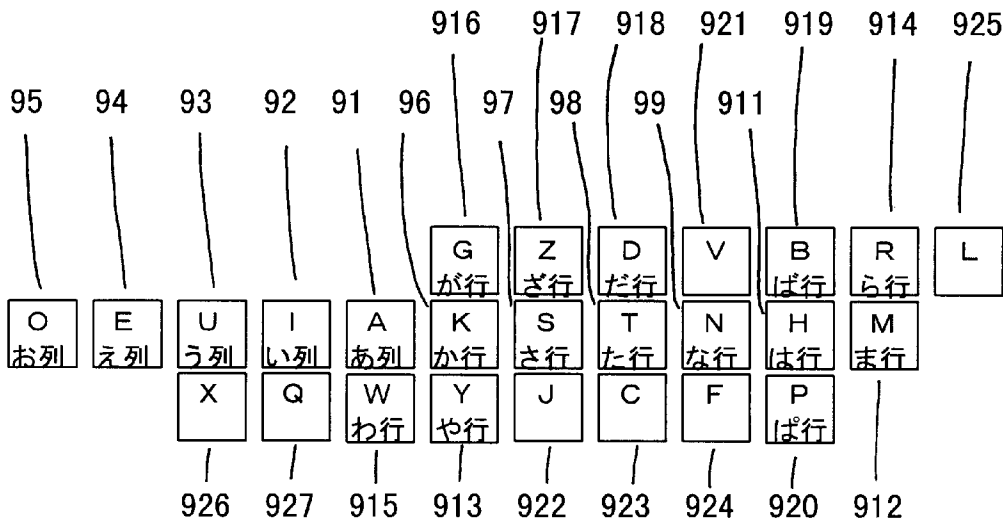 916 917 918 921 919 914 925
95 94 93 92 91 96 97 98 99 911
G Z D V B R L
が行 ざ行 だ行 ば行 ら行
O E U I A K S T N H M
お列 え列 う列 い列 あ列 か行 さ行 た行 な行 は行 ま行
X Q W Y J C F P
わ行 や行 ぱ行
926 927 915 913 922 923 924 920 912